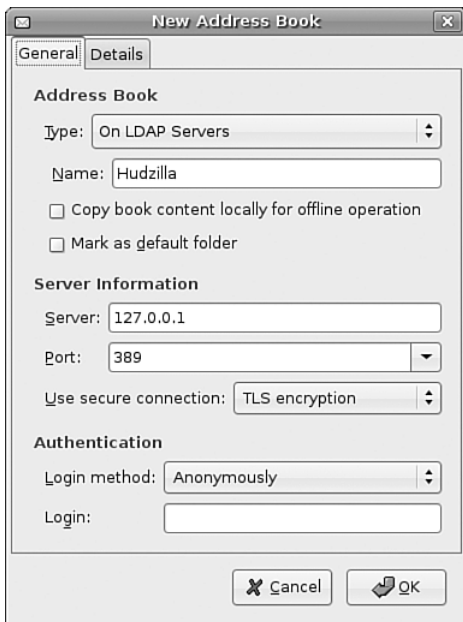 New Address Book
General Details
Address Book
Type: On LDAP Servers
Name: Hudzilla
Copy book content locally for offline operation
Mark as default folder
Server Information
Server: 127.0.0.1
Port: 389
Use secure connection: TLS encryption
Authentication
Login method: Anonymously
Login:
Cancel OK